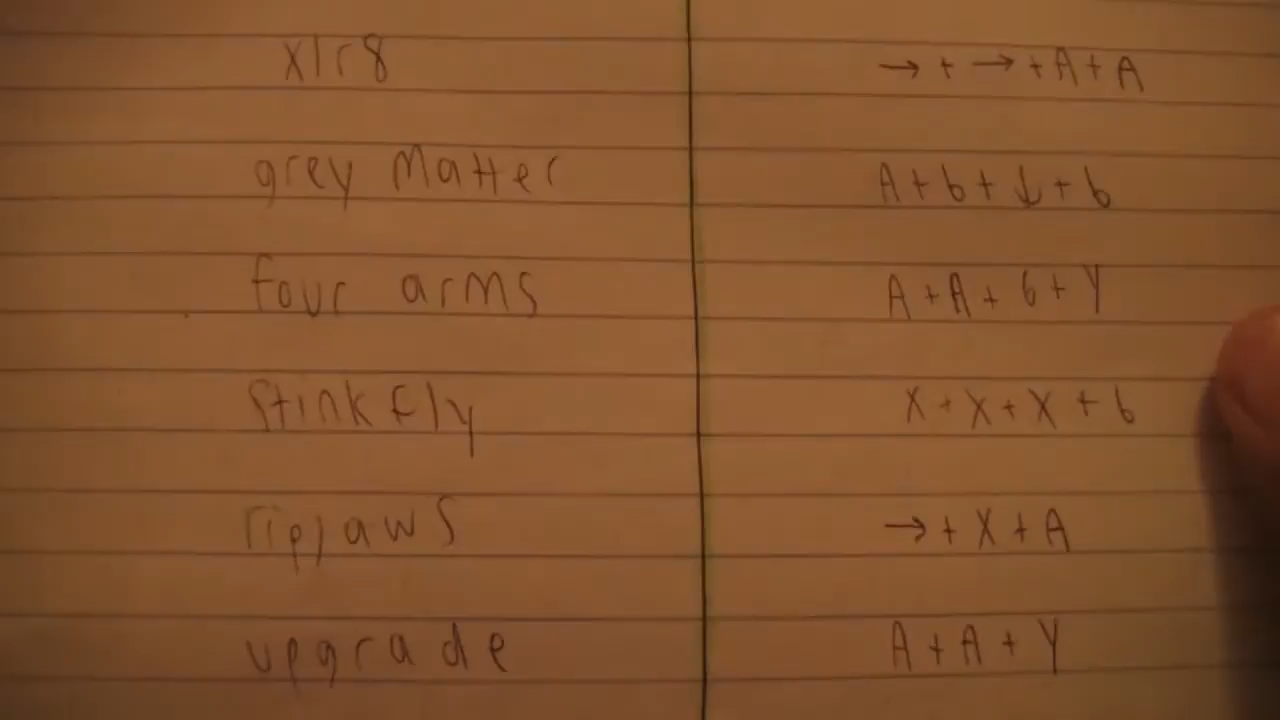 xlr8 → + → + A + A
grey Matter A + b + ↓ + b
four arms A + A + b + Y
Stinkfly X + X + X + b
ripjaws → + X + A
upgrade A + A + Y